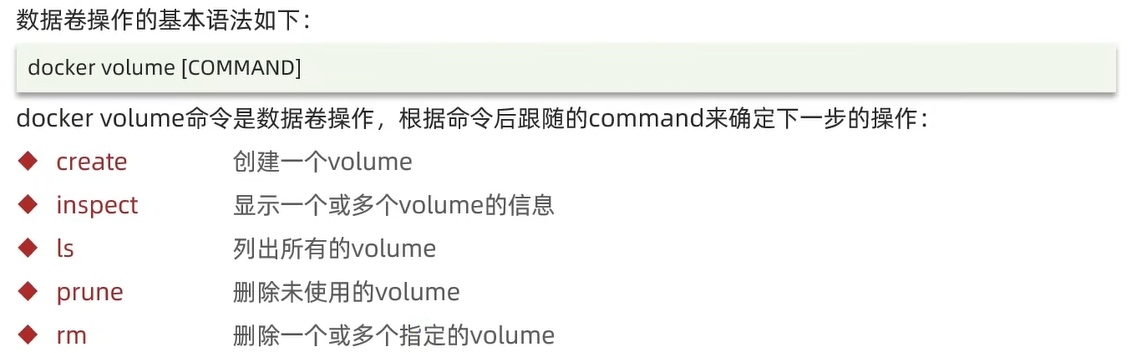 数据卷操作的基本语法如下：
docker volume [COMMAND]
docker volume命令是数据卷操作，根据命令后跟随的command来确定下一步的操作：
create 创建一个volume
inspect 显示一个或多个volume的信息
ls 列出所有的volume
prune 删除未使用的volume
rm 删除一个或多个指定的volume